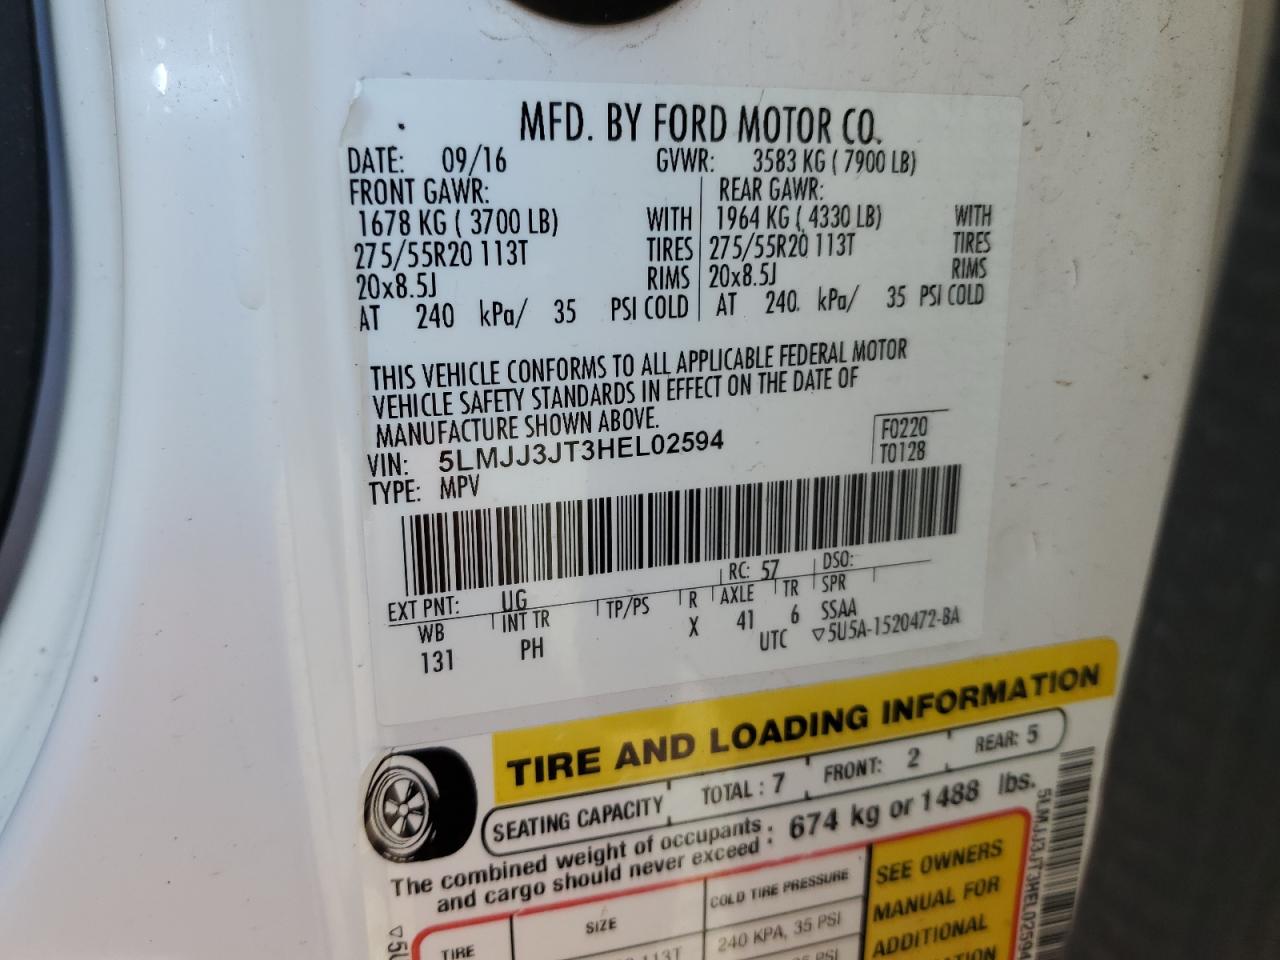 MFD. BY FORD MOTOR CO.
DATE: 09/16 GVWR: 3583 KG ( 7900 LB)
FRONT GAWR: REAR GAWR:
1678 KG ( 3700 LB) WITH 1964 KG ( 4330 LB) WITH
275/55R20 113T TIRES 275/55R20 113T TIRES
20x8.5J RIMS 20x8.5J RIMS
AT 240 kPa/ 35 PSI COLD AT 240. kPa/ 35 PSI COLD
THIS VEHICLE CONFORMS TO ALL APPLICABLE FEDERAL MOTOR
VEHICLE SAFETY STANDARDS IN EFFECT ON THE DATE OF
MANUFACTURE SHOWN ABOVE.
VIN: 5LMJJ3JT3HEL02594 F0220
TYPE: MPV T0128
EXT PNT: UG RC: 57 DSO:
WB INT TR TP/PS R AXLE TR SPR
131 PH X 41 6 SSAA
UTC ▽5U5A-1520472-BA
TIRE AND LOADING INFORMATION
SEATING CAPACITY TOTAL : 7 FRONT: 2 REAR: 5
The combined weight of occupants : 674 kg or 1488 lbs.
and cargo should never exceed :
TIRE SIZE COLD TIRE PRESSURE SEE OWNERS
113T 240 KPA, 35 PSI MANUAL FOR
PSI ADDITIONAL
5LMJJ3JT3HEL02594